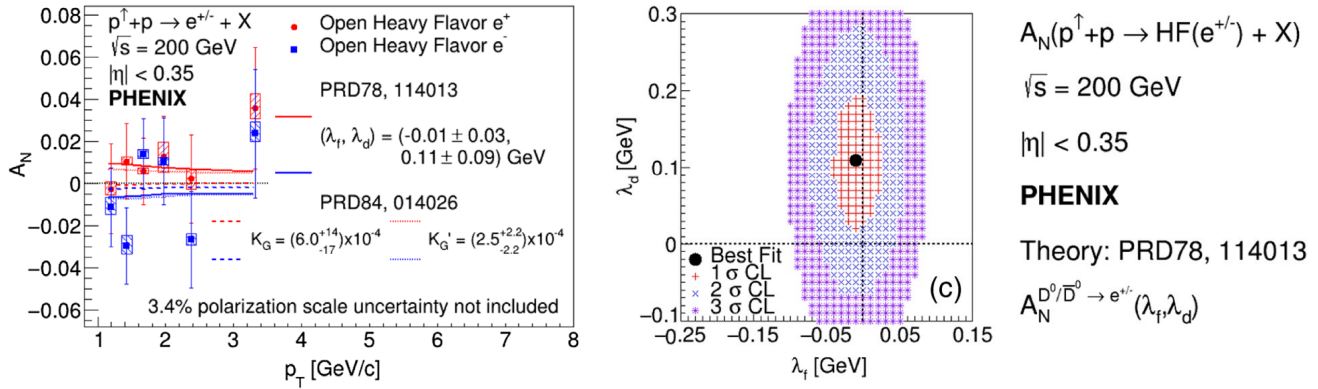 p↑+p → e+/- + X
√s = 200 GeV
|η| < 0.35
PHENIX
Open Heavy Flavor e+
Open Heavy Flavor e-
PRD78, 114013
(λf, λd) = (-0.01 ± 0.03,
0.11 ± 0.09) GeV
PRD84, 014026
KG = (6.0+14-17)x10-4
KG' = (2.5+2.2-2.2)x10-4
3.4% polarization scale uncertainty not included
AN
0.08
0.06
0.04
0.02
0
−0.02
−0.04
−0.06
1 2 3 4 5 6 7 8
pT [GeV/c]
λd [GeV]
0.3
0.2
0.1
0
−0.1
Best Fit
1 σ CL
2 σ CL
3 σ CL
(c)
−0.25 −0.15 −0.05 0.05 0.15
λf [GeV]
AN(p↑+p → HF(e+/-) + X)
√s = 200 GeV
|η| < 0.35
PHENIX
Theory: PRD78, 114013
AND0/D̄0 → e+/-(λf,λd)